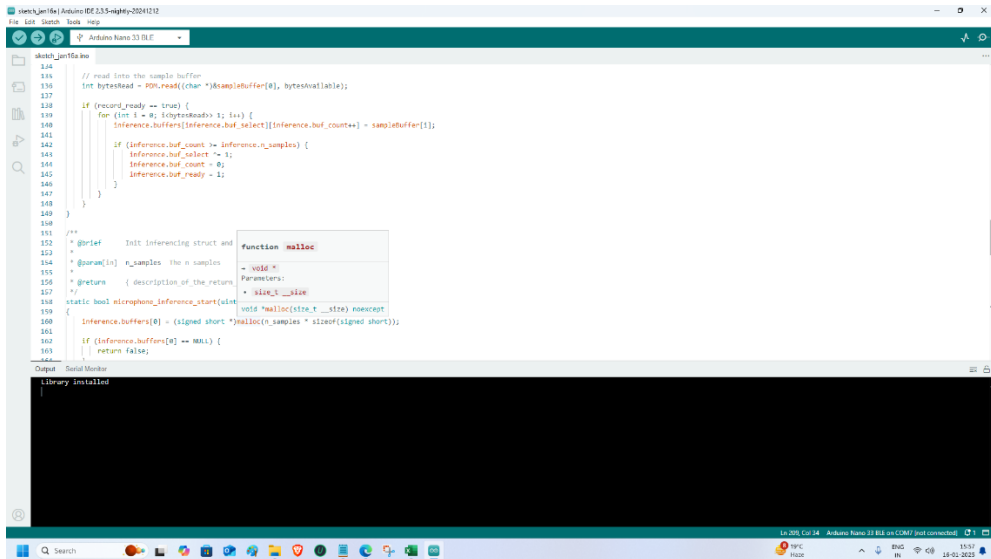 sketch_jan16a | Arduino IDE 2.3.5-nightly-20241212
File Edit Sketch Tools Help
Arduino Nano 33 BLE
sketch_jan16a.ino
134
135 // read into the sample buffer
136 int bytesRead = PDM.read((char *)&sampleBuffer[0], bytesAvailable);
137
138 if (record_ready == true) {
139 for (int i = 0; i<bytesRead>> 1; i++) {
140 inference.buffers[inference.buf_select][inference.buf_count++] = sampleBuffer[i];
141
142 if (inference.buf_count >= inference.n_samples) {
143 inference.buf_select ^= 1;
144 inference.buf_count = 0;
145 inference.buf_ready = 1;
146 }
147 }
148 }
149 }
150
151 /**
152 * @brief Init inferencing struct and
153 *
154 * @param[in] n_samples The n samples
155 *
156 * @return { description_of_the_return_
157 */
158 static bool microphone_inference_start(uint
159 {
160 inference.buffers[0] = (signed short *)malloc(n_samples * sizeof(signed short));
161
162 if (inference.buffers[0] == NULL) {
163 return false;
164 }
function malloc
→ void *
Parameters:
• size_t __size
void *malloc(size_t __size) noexcept
Output Serial Monitor
Library installed
Ln 209, Col 34 Arduino Nano 33 BLE on COM7 [not connected] 1
Search
19°C
Haze
ENG
IN
15:57
16-01-2025